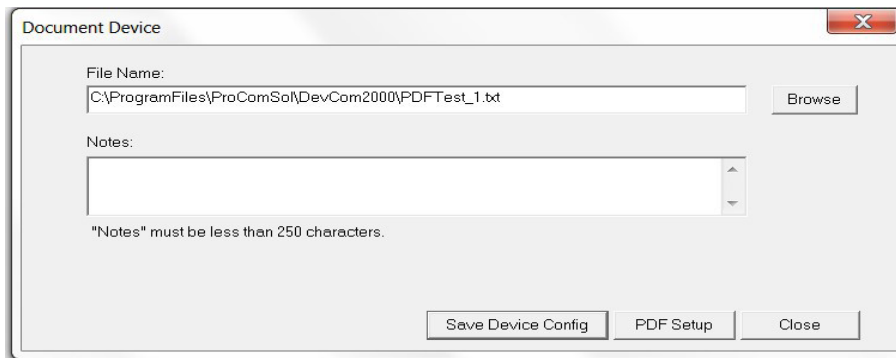 Document Device
File Name:
C:\ProgramFiles\ProComSol\DevCom2000\PDFTest_1.txt
Browse
Notes:
"Notes" must be less than 250 characters.
Save Device Config PDF Setup Close